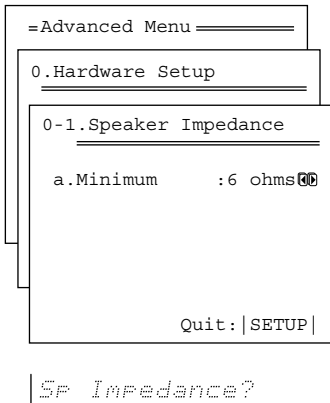 =Advanced Menu
0.Hardware Setup
0-1.Speaker Impedance
a.Minimum :6 ohms
Quit:|SETUP|
Sp Impedance?